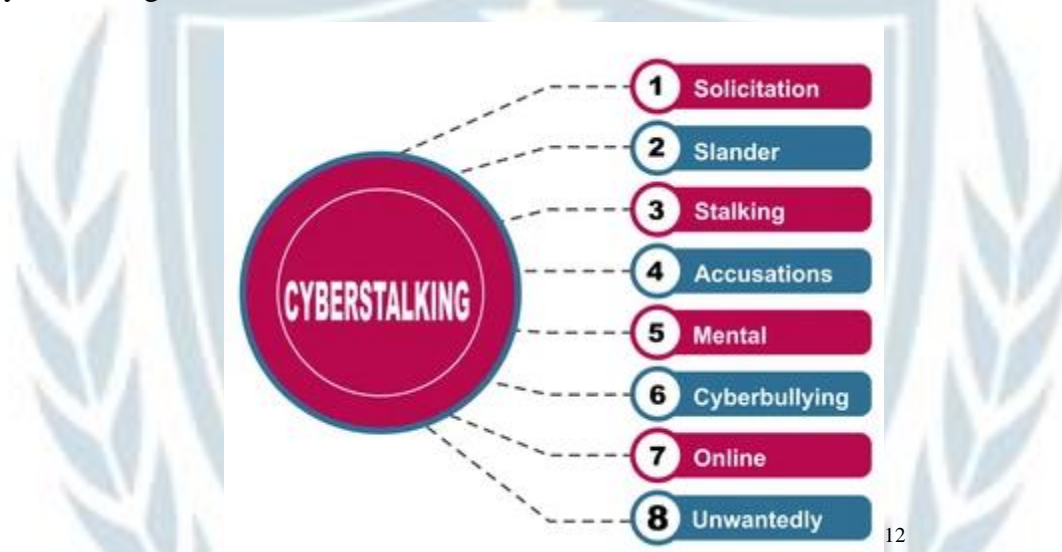 1 Solicitation
2 Slander
3 Stalking
4 Accusations
CYBERSTALKING
5 Mental
6 Cyberbullying
7 Online
8 Unwantedly
12